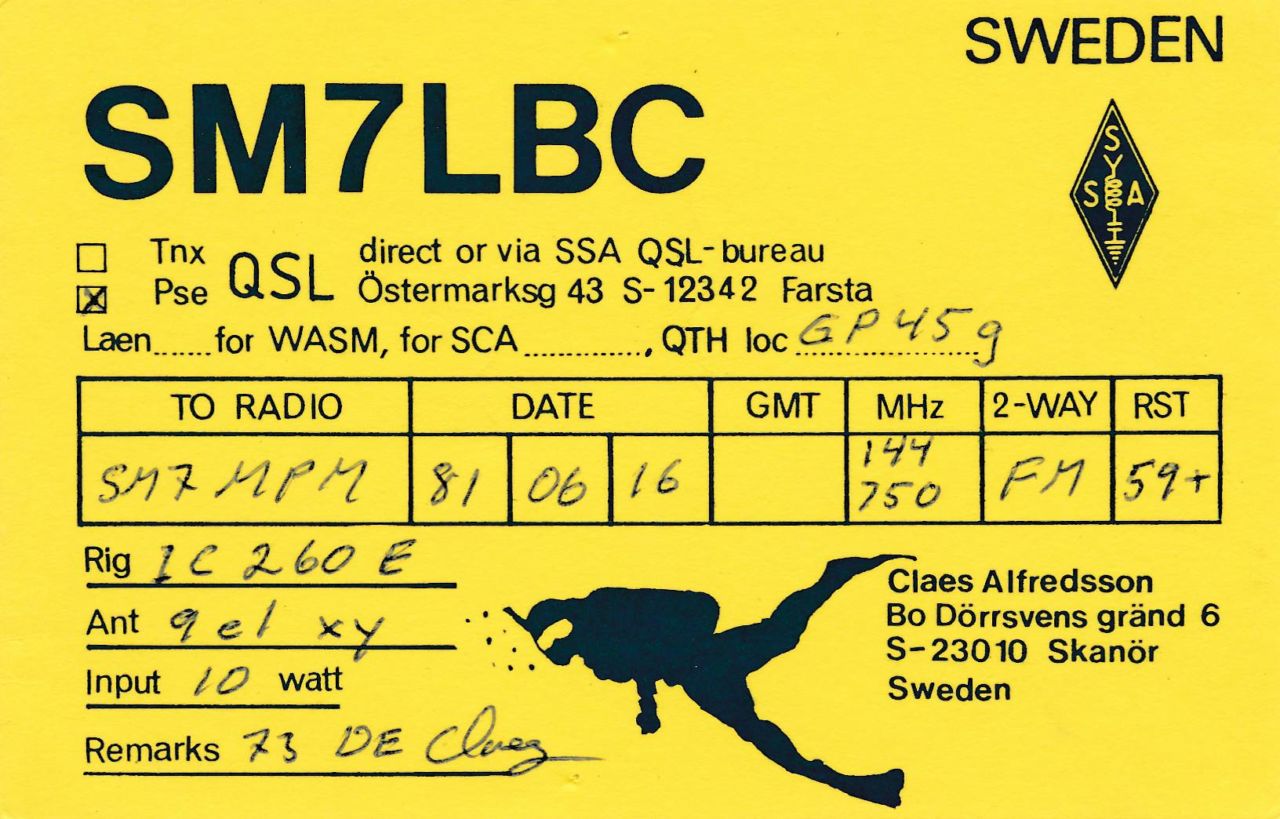 SWEDEN
SM7LBC
S
Y
S A
Tnx QSL direct or via SSA QSL-bureau
Pse Östermarksg 43 S-12342 Farsta
Laen......for WASM, for SCA............, QTH loc GP45g
TO RADIO DATE GMT MHz 2-WAY RST
SM7MPM 81 06 16 144 750 FM 59+
Rig IC 260 E
Ant 9 el xy
Input 10 watt
Remarks 73 DE Claes
Claes Alfredsson
Bo Dörrsvens gränd 6
S-23010 Skanör
Sweden